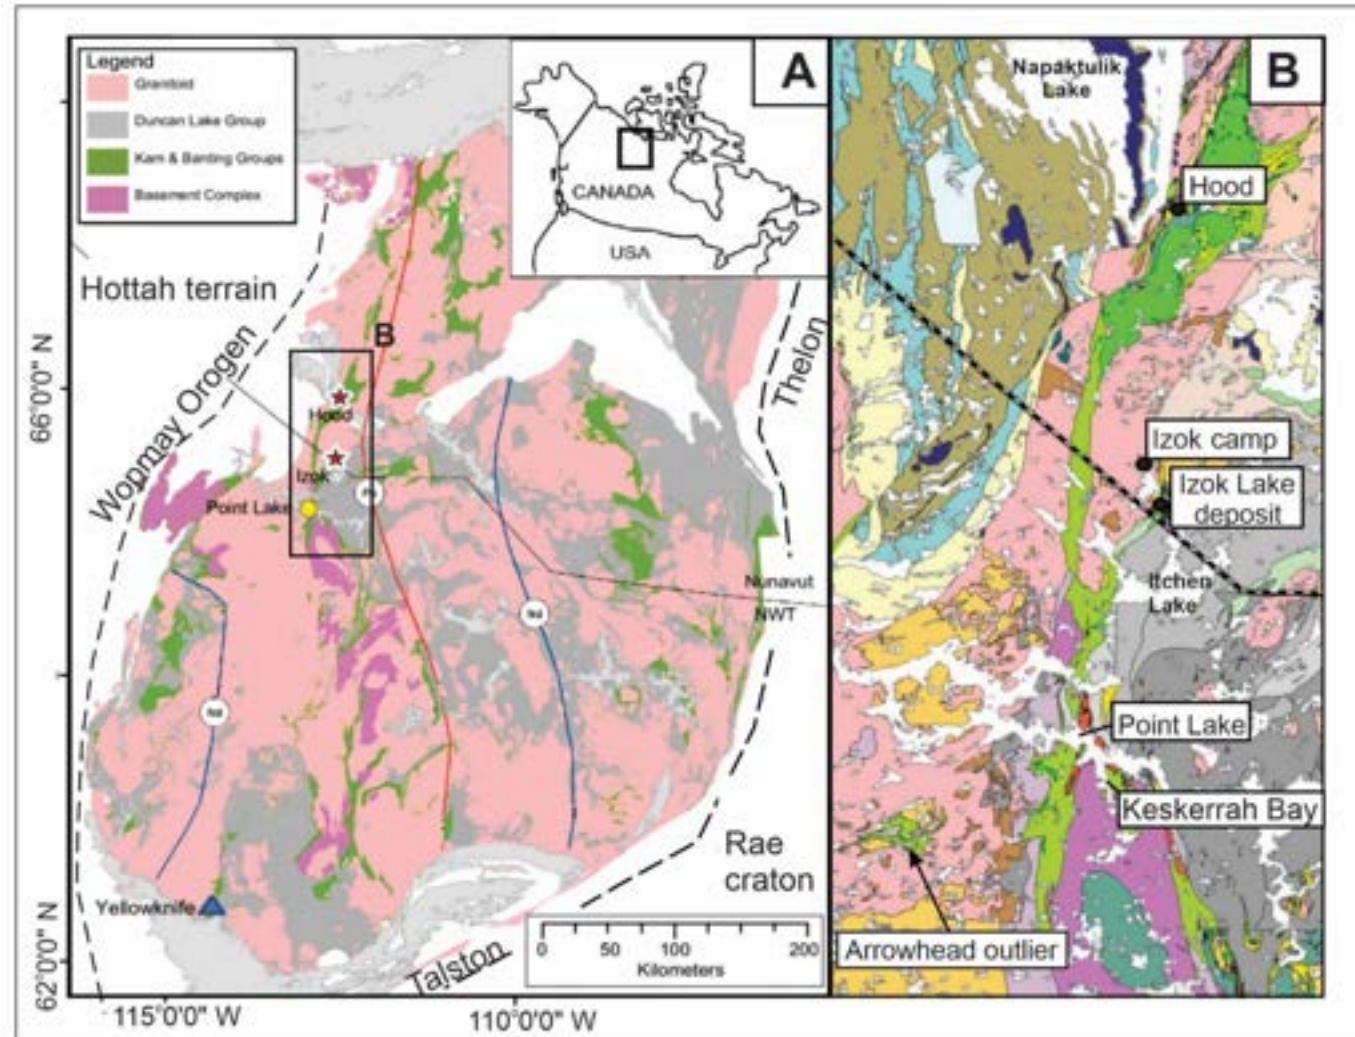 Legend
Granitoid
Duncan Lake Group
Kam & Banting Groups
Basement Complex
A
CANADA
USA
Hottah terrain
Wopmay Orogen
B
Hood
Izok
Point Lake
Thelon
Nunavut
NWT
Yellowknife
Rae
craton
Talston
0 50 100 200
Kilometers
66°0'0" N
62°0'0" N
115°0'0" W
110°0'0" W
B
Napaktulik
Lake
Hood
Izok camp
Izok Lake
deposit
Itchen
Lake
Point Lake
Keskerrah Bay
Arrowhead outlier